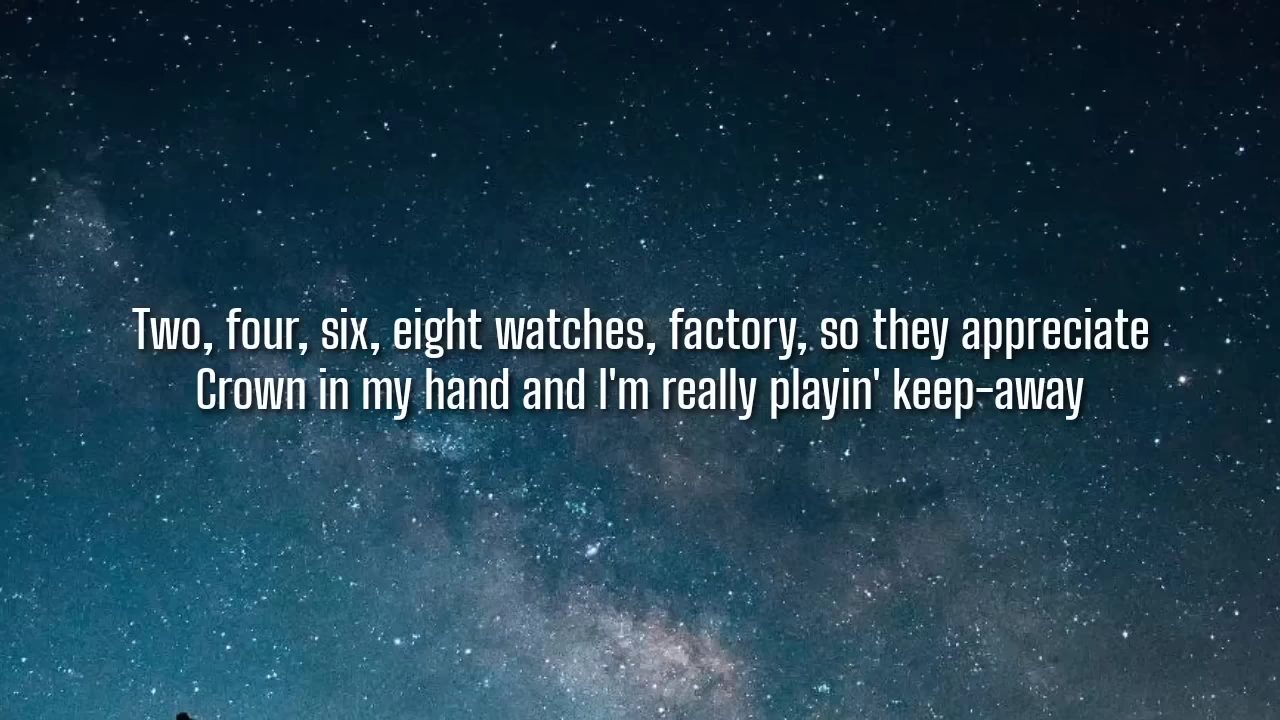 Two, four, six, eight watches, factory, so they appreciate
Crown in my hand and I'm really playin' keep-away